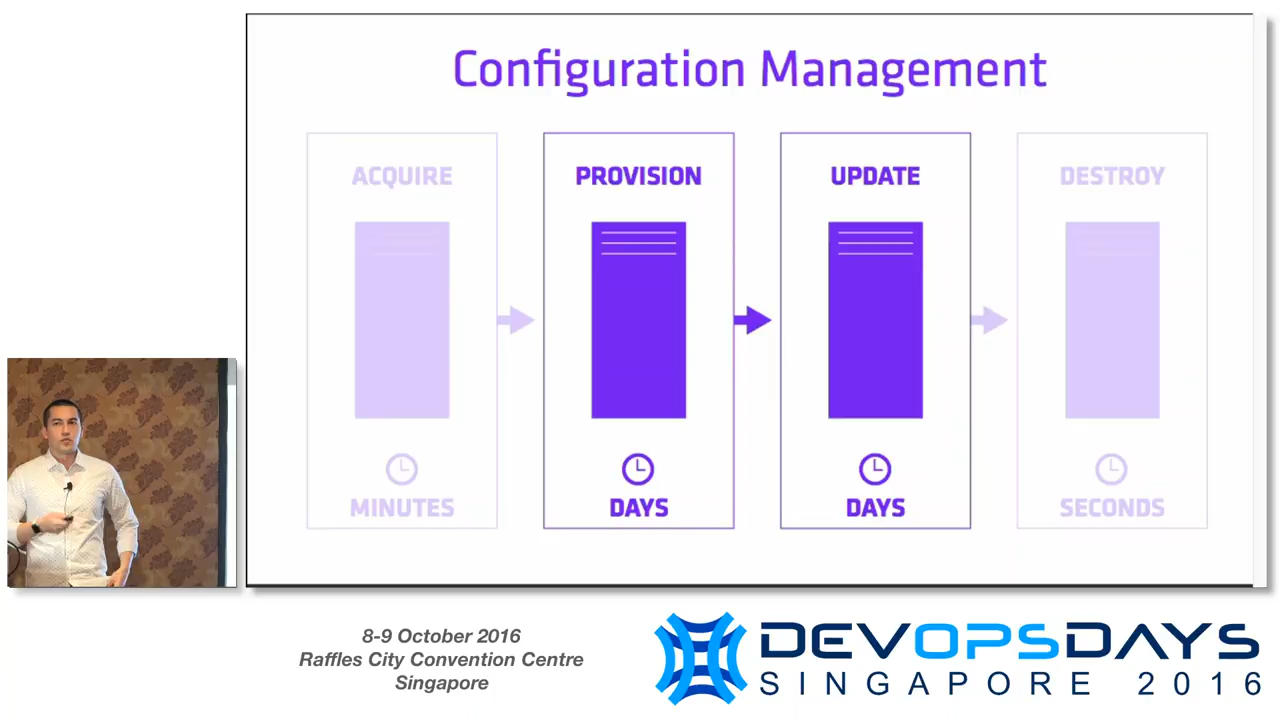 Configuration Management
ACQUIRE
PROVISION
UPDATE
DESTROY
MINUTES
DAYS
DAYS
SECONDS
8-9 October 2016
Raffles City Convention Centre
Singapore
DEVOPSDAYS
SINGAPORE 2016